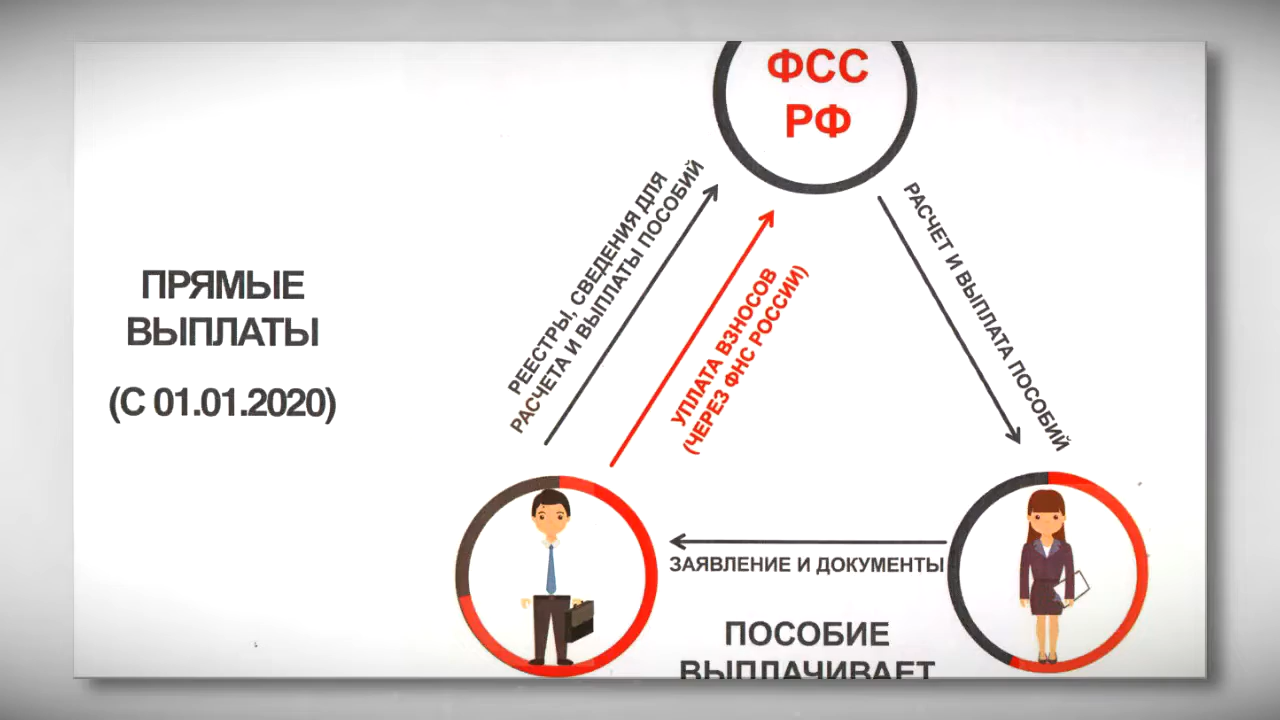 ФСС
РФ
РЕЕСТРЫ, СВЕДЕНИЯ ДЛЯ
РАСЧЕТА И ВЫПЛАТЫ ПОСОБИЙ
УПЛАТА ВЗНОСОВ
(ЧЕРЕЗ ФНС РОССИИ)
РАСЧЕТ И ВЫПЛАТА ПОСОБИЙ
ПРЯМЫЕ
ВЫПЛАТЫ
(С 01.01.2020)
ЗАЯВЛЕНИЕ И ДОКУМЕНТЫ
ПОСОБИЕ
ВЫПЛАЧИВАЕТ